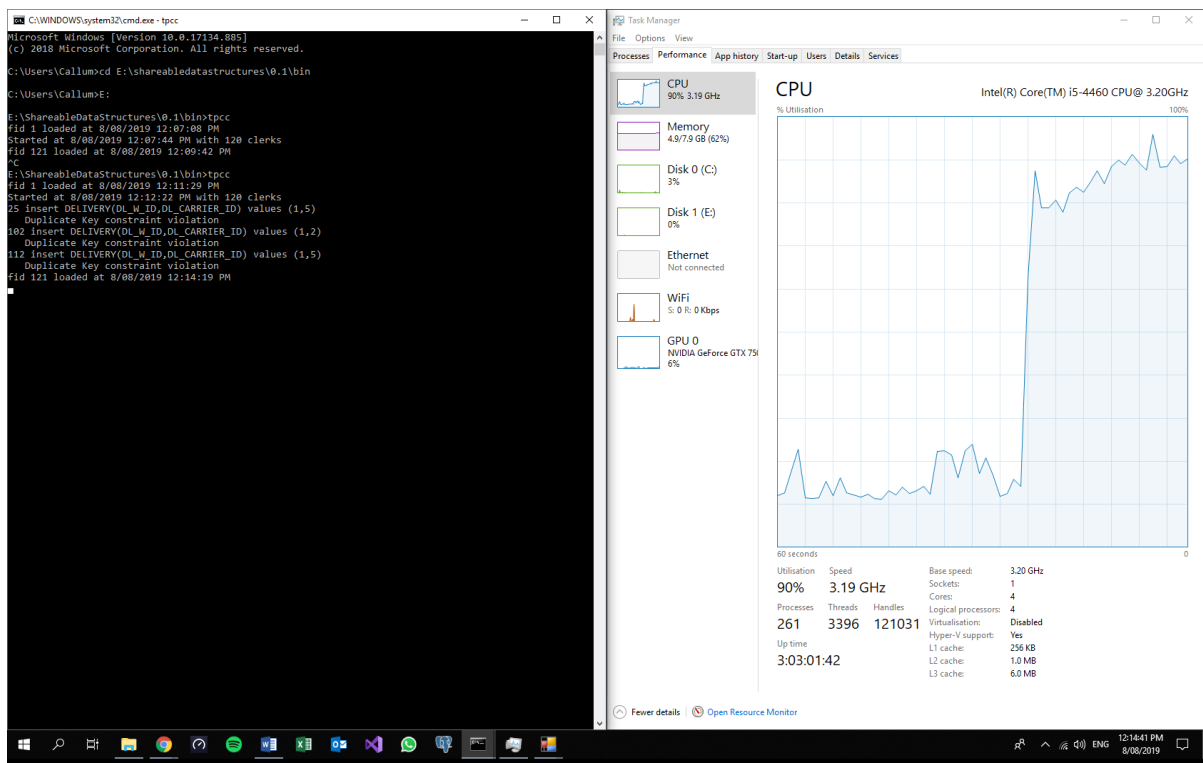 C:\WINDOWS\system32\cmd.exe - tpcc
Microsoft Windows [Version 10.0.17134.885]
(c) 2018 Microsoft Corporation. All rights reserved.
C:\Users\Callum>cd E:\shareabledatastructures\0.1\bin
C:\Users\Callum>E:
E:\ShareableDataStructures\0.1\bin>tpcc
fid 1 loaded at 8/08/2019 12:07:08 PM
Started at 8/08/2019 12:07:44 PM with 120 clerks
fid 121 loaded at 8/08/2019 12:09:42 PM
^C
E:\ShareableDataStructures\0.1\bin>tpcc
fid 1 loaded at 8/08/2019 12:11:29 PM
Started at 8/08/2019 12:12:22 PM with 120 clerks
25 insert DELIVERY(DL_W_ID,DL_CARRIER_ID) values (1,5)
Duplicate Key constraint violation
102 insert DELIVERY(DL_W_ID,DL_CARRIER_ID) values (1,2)
Duplicate Key constraint violation
112 insert DELIVERY(DL_W_ID,DL_CARRIER_ID) values (1,5)
Duplicate Key constraint violation
fid 121 loaded at 8/08/2019 12:14:19 PM
Task Manager
File Options View
Processes Performance App history Start-up Users Details Services
CPU
90% 3.19 GHz
Memory
4.9/7.9 GB (62%)
Disk 0 (C:)
3%
Disk 1 (E:)
0%
Ethernet
Not connected
WiFi
S: 0 R: 0 Kbps
GPU 0
NVIDIA GeForce GTX 750
6%
CPU Intel(R) Core(TM) i5-4460 CPU@ 3.20GHz
% Utilisation 100%
60 seconds 0
Utilisation Speed
90% 3.19 GHz
Processes Threads Handles
261 3396 121031
Up time
3:03:01:42
Base speed: 3.20 GHz
Sockets: 1
Cores: 4
Logical processors: 4
Virtualisation: Disabled
Hyper-V support: Yes
L1 cache: 256 KB
L2 cache: 1.0 MB
L3 cache: 6.0 MB
Fewer details Open Resource Monitor
ENG
12:14:41 PM
8/08/2019